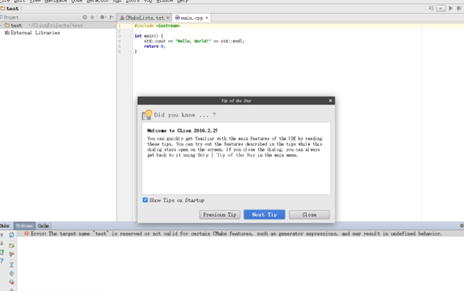 test
Project
CMakeLists.txt
main.cpp
test ~/CLionProjects/test
External Libraries
#include <iostream>
int main() {
std::cout << "Hello, World!" << std::endl;
return 0;
}
Tip of the Day
Did you know ... ?
Welcome to CLion 2016.2.2!
You can quickly get familiar with the main features of the IDE by reading
these tips. You can try out the features described in the tips while this
dialog stays open on the screen. If you close the dialog, you can always
get back to it using Help | Tip of the Day in the main menu.
Show Tips on Startup
Previous Tip
Next Tip
Close
Error:The target name "test" is reserved or not valid for certain CMake features, such as generator expressions, and may result in undefined behavior.